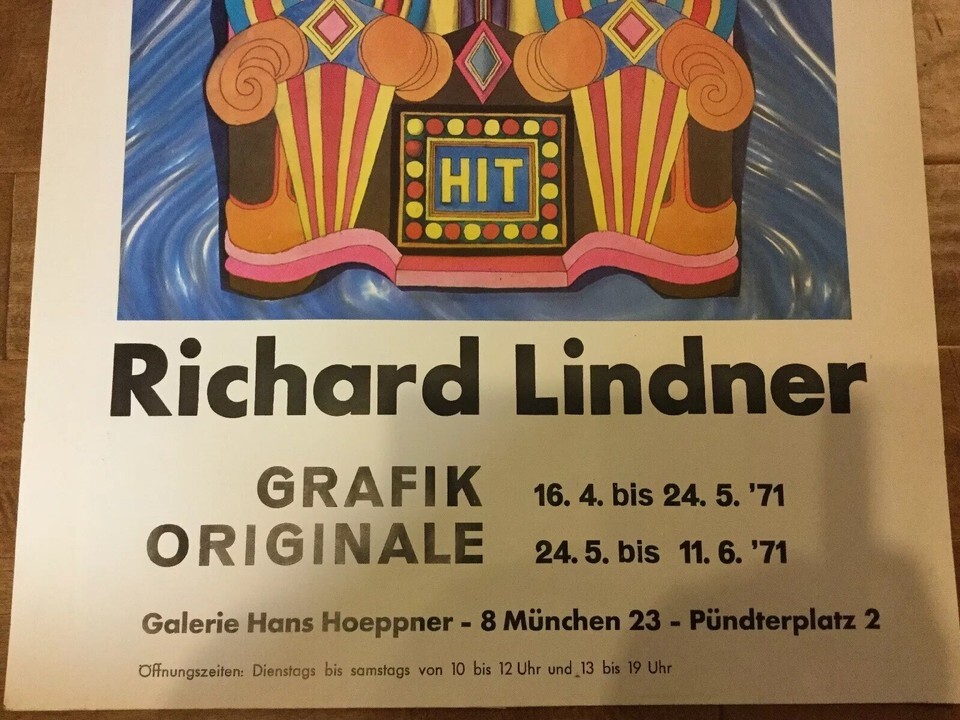 HIT
Richard Lindner
GRAFIK 16. 4. bis 24. 5. '71
ORIGINALE 24. 5. bis 11. 6. '71
Galerie Hans Hoeppner - 8 München 23 - Pündterplatz 2
Öffnungszeiten: Dienstags bis samstags von 10 bis 12 Uhr und 13 bis 19 Uhr